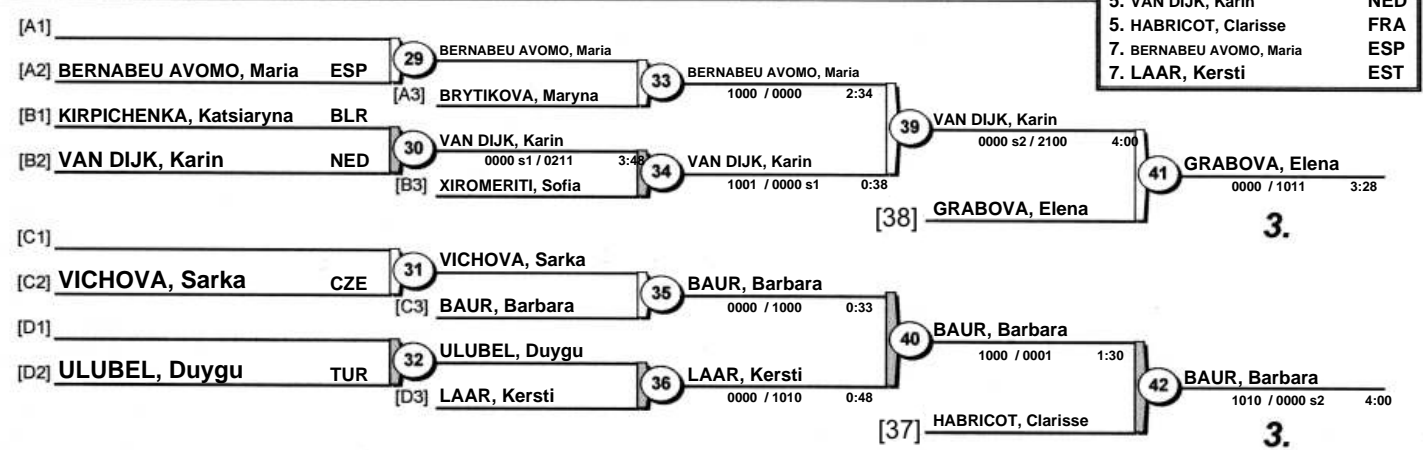 5. VAN DIJK, Karin NED
5. HABRICOT, Clarisse FRA
7. BERNABEU AVOMO, Maria ESP
7. LAAR, Kersti EST
[A1]
[A2] BERNABEU AVOMO, Maria ESP
29
BERNABEU AVOMO, Maria
[A3] BRYTIKOVA, Maryna
33
BERNABEU AVOMO, Maria
1000 / 0000 2:34
[B1] KIRPICHENKA, Katsiaryna BLR
[B2] VAN DIJK, Karin NED
30
VAN DIJK, Karin
0000 s1 / 0211 3:48
[B3] XIROMERITI, Sofia
34
VAN DIJK, Karin
1001 / 0000 s1 0:38
39
VAN DIJK, Karin
0000 s2 / 2100 4:00
[38] GRABOVA, Elena
41
GRABOVA, Elena
0000 / 1011 3:28
3.
[C1]
[C2] VICHOVA, Sarka CZE
31
VICHOVA, Sarka
[C3] BAUR, Barbara
35
BAUR, Barbara
0000 / 1000 0:33
[D1]
[D2] ULUBEL, Duygu TUR
32
ULUBEL, Duygu
[D3] LAAR, Kersti
36
LAAR, Kersti
0000 / 1010 0:48
40
BAUR, Barbara
1000 / 0001 1:30
[37] HABRICOT, Clarisse
42
BAUR, Barbara
1010 / 0000 s2 4:00
3.